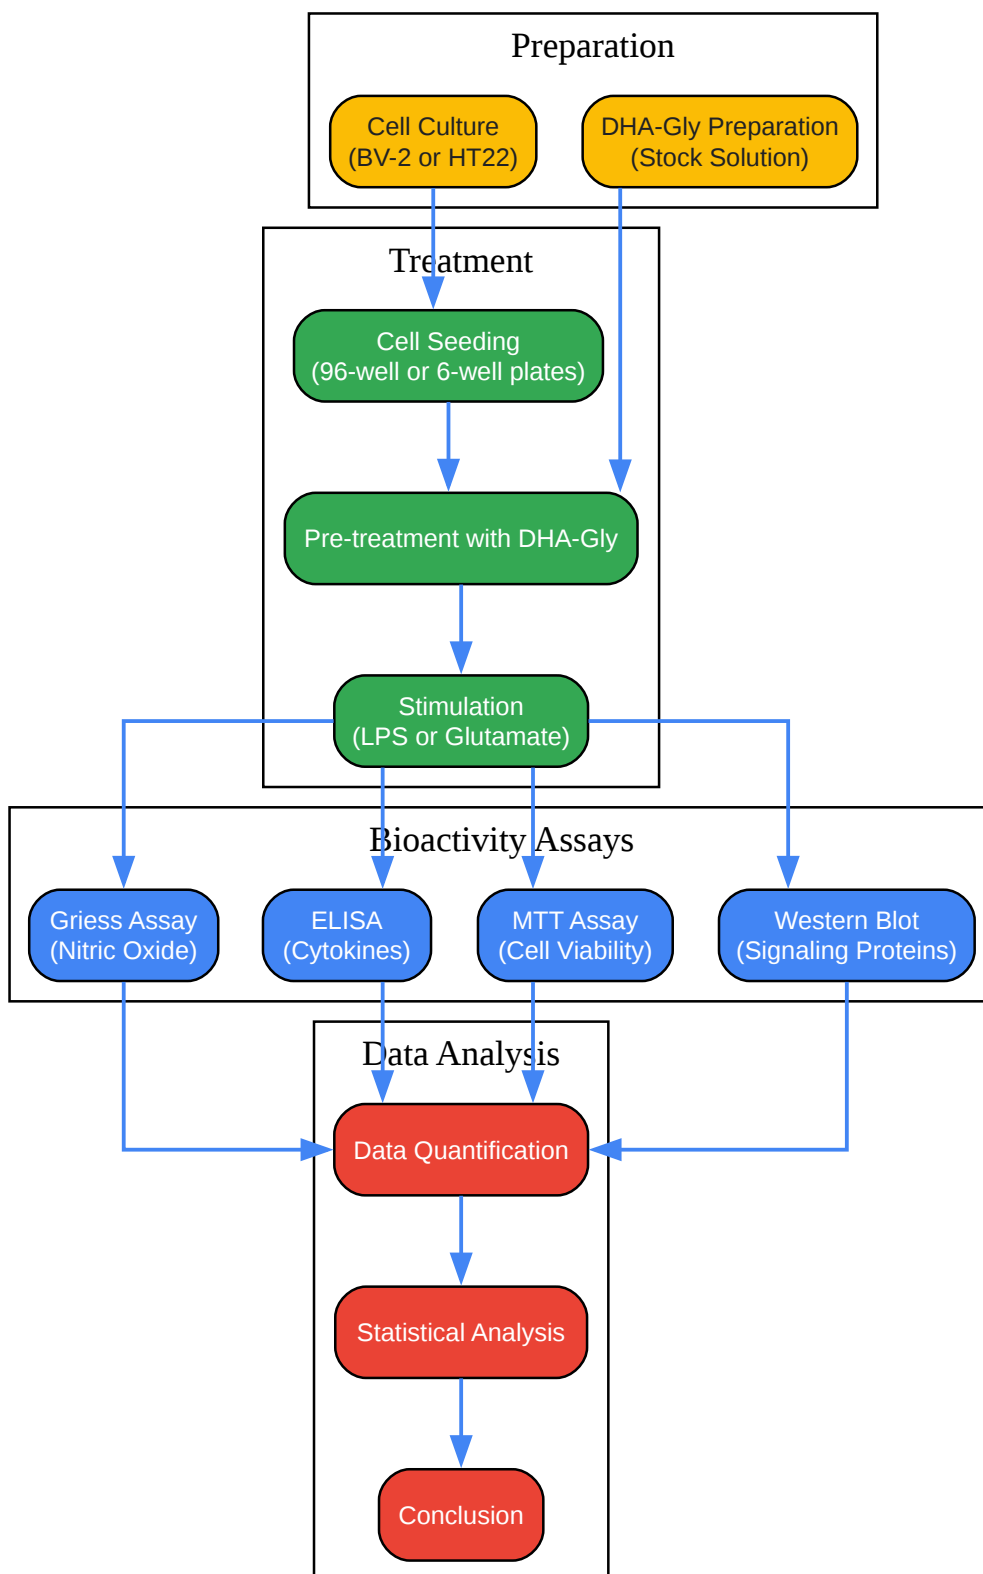 Preparation
Cell Culture
(BV-2 or HT22)
DHA-Gly Preparation
(Stock Solution)
Treatment
Cell Seeding
(96-well or 6-well plates)
Pre-treatment with DHA-Gly
Stimulation
(LPS or Glutamate)
Bioactivity Assays
Griess Assay
(Nitric Oxide)
ELISA
(Cytokines)
MTT Assay
(Cell Viability)
Western Blot
(Signaling Proteins)
Data Analysis
Data Quantification
Statistical Analysis
Conclusion